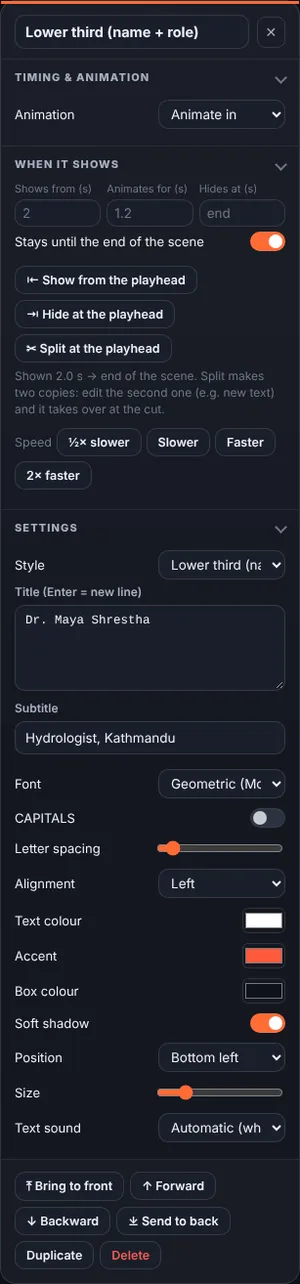 Lower third (name + role) ✕
TIMING & ANIMATION
Animation Animate in
WHEN IT SHOWS
Shows from (s) Animates for (s) Hides at (s)
2 1.2 end
Stays until the end of the scene
⇤ Show from the playhead
⇥ Hide at the playhead
✂ Split at the playhead
Shown 2.0 s → end of the scene. Split makes
two copies: edit the second one (e.g. new text)
and it takes over at the cut.
Speed ½× slower Slower Faster
2× faster
SETTINGS
Style Lower third (na
Title (Enter = new line)
Dr. Maya Shrestha
Subtitle
Hydrologist, Kathmandu
Font Geometric (Mo
CAPITALS
Letter spacing
Alignment Left
Text colour
Accent
Box colour
Soft shadow
Position Bottom left
Size
Text sound Automatic (wh
⤒ Bring to front ↑ Forward
↓ Backward ⤓ Send to back
Duplicate Delete